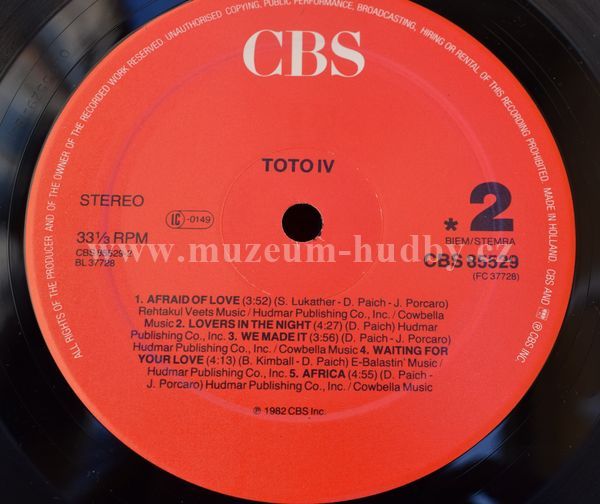 ALL RIGHTS OF THE PRODUCER AND OF THE OWNER OF THE RECORDED WORK RESERVED. UNAUTHORISED COPYING, PUBLIC PERFORMANCE, BROADCASTING, HIRING OR RENTAL OF THIS RECORDING PROHIBITED. MADE IN HOLLAND. CBS AND ℗ CBS INC.
CBS
TOTO IV
STEREO
IC -0149
* 2
33⅓ RPM
BIEM/STEMRA
CBS 85529-2
CBS 85529
BL 37728
(FC 37728)
www.muzeum-hudby.cz
1. AFRAID OF LOVE (3:52) (S. Lukather - D. Paich - J. Porcaro)
Rehtakul Veets Music / Hudmar Publishing Co., Inc. / Cowbella
Music 2. LOVERS IN THE NIGHT (4:27) (D. Paich) Hudmar
Publishing Co., Inc. 3. WE MADE IT (3:56) (D. Paich - J. Porcaro)
Hudmar Publishing Co., Inc. / Cowbella Music 4. WAITING FOR
YOUR LOVE (4:13) (B. Kimball - D. Paich) E-Balastin' Music /
Hudmar Publishing Co., Inc. 5. AFRICA (4:55) (D. Paich -
J. Porcaro) Hudmar Publishing Co., Inc. / Cowbella Music
℗ 1982 CBS Inc.